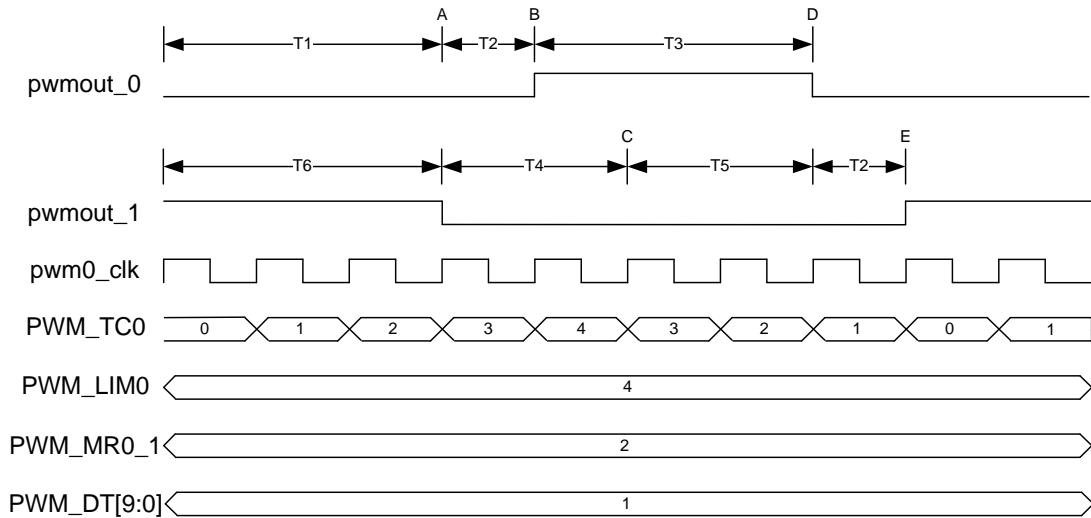 A B D
T1 T2 T3
pwmout_0
C E
T6 T4 T5 T2
pwmout_1
pwm0_clk
PWM_TC0 0 1 2 3 4 3 2 1 0 1
PWM_LIM0 4
PWM_MR0_1 2
PWM_DT[9:0] 1